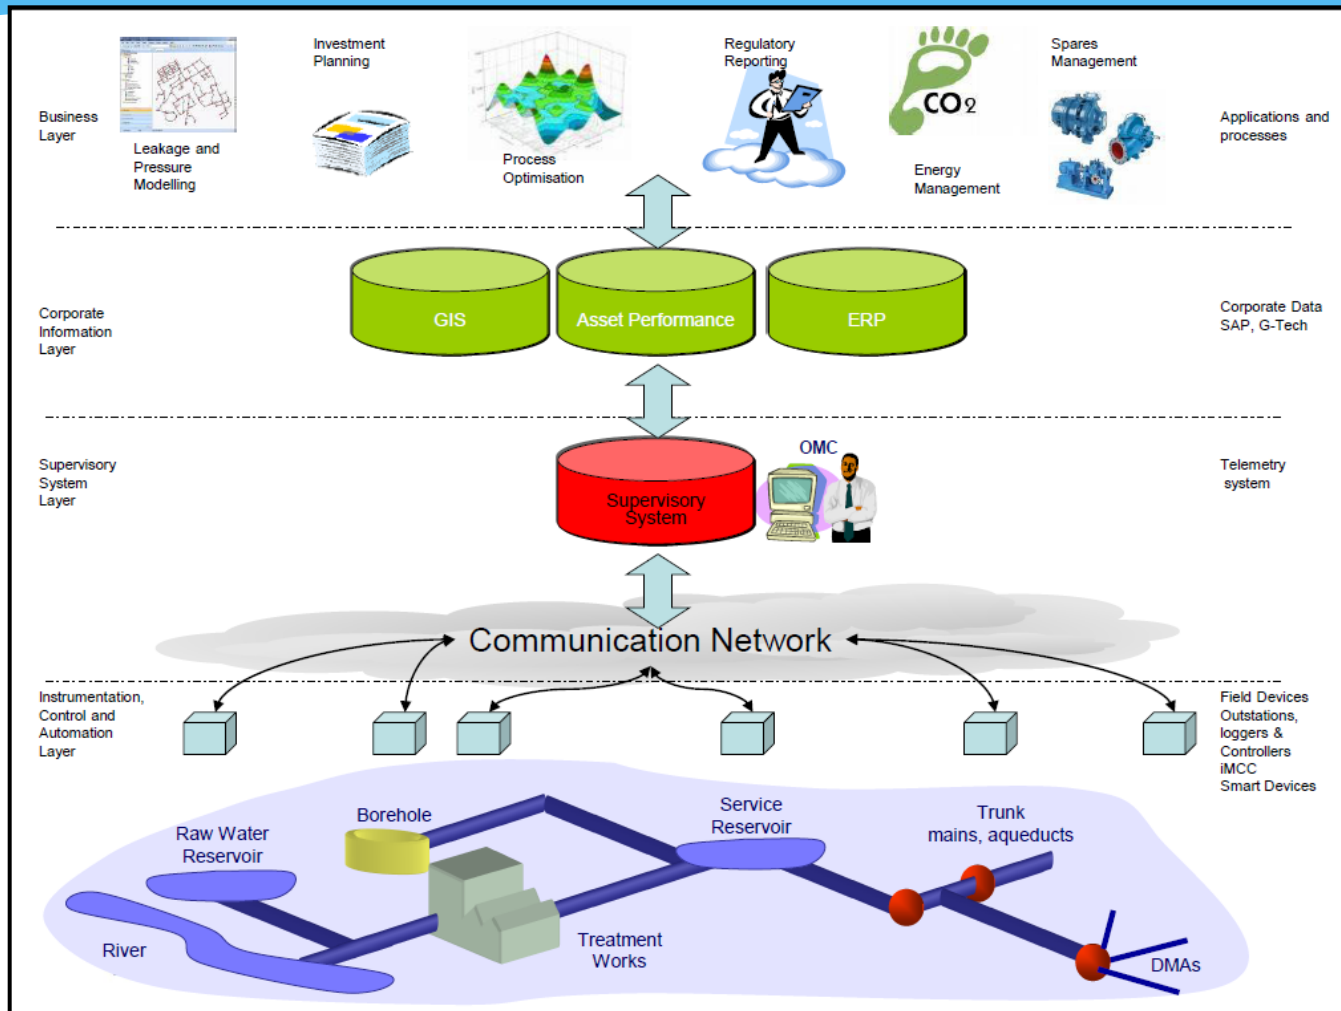 Investment
Planning
Regulatory
Reporting
Spares
Management
Business
Layer
CO2
Applications and
processes
Leakage and
Pressure
Modelling
Process
Optimisation
Energy
Management
Corporate
Information
Layer
GIS
Asset Performance
ERP
Corporate Data
SAP, G-Tech
Supervisory
System
Layer
OMC
Supervisory
System
Telemetry
system
Communication Network
Instrumentation,
Control and
Automation
Layer
Field Devices
Outstations,
loggers &
Controllers
iMCC
Smart Devices
Borehole
Raw Water
Reservoir
Service
Reservoir
Trunk
mains, aqueducts
River
Treatment
Works
DMAs